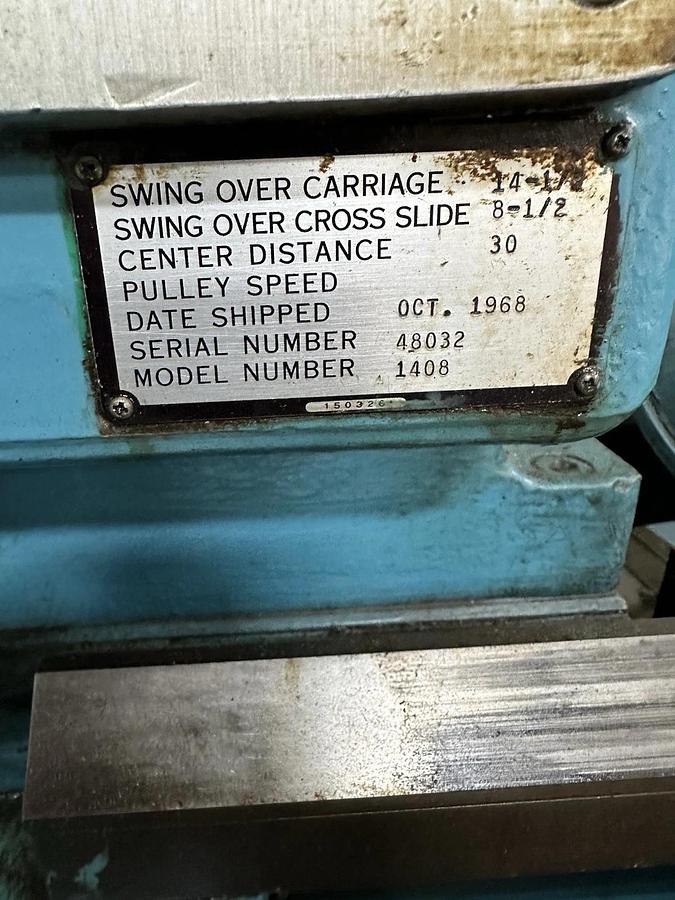 SWING OVER CARRIAGE 14-1/2
SWING OVER CROSS SLIDE 8-1/2
CENTER DISTANCE 30
PULLEY SPEED
DATE SHIPPED OCT. 1968
SERIAL NUMBER 48032
MODEL NUMBER 1408
150326